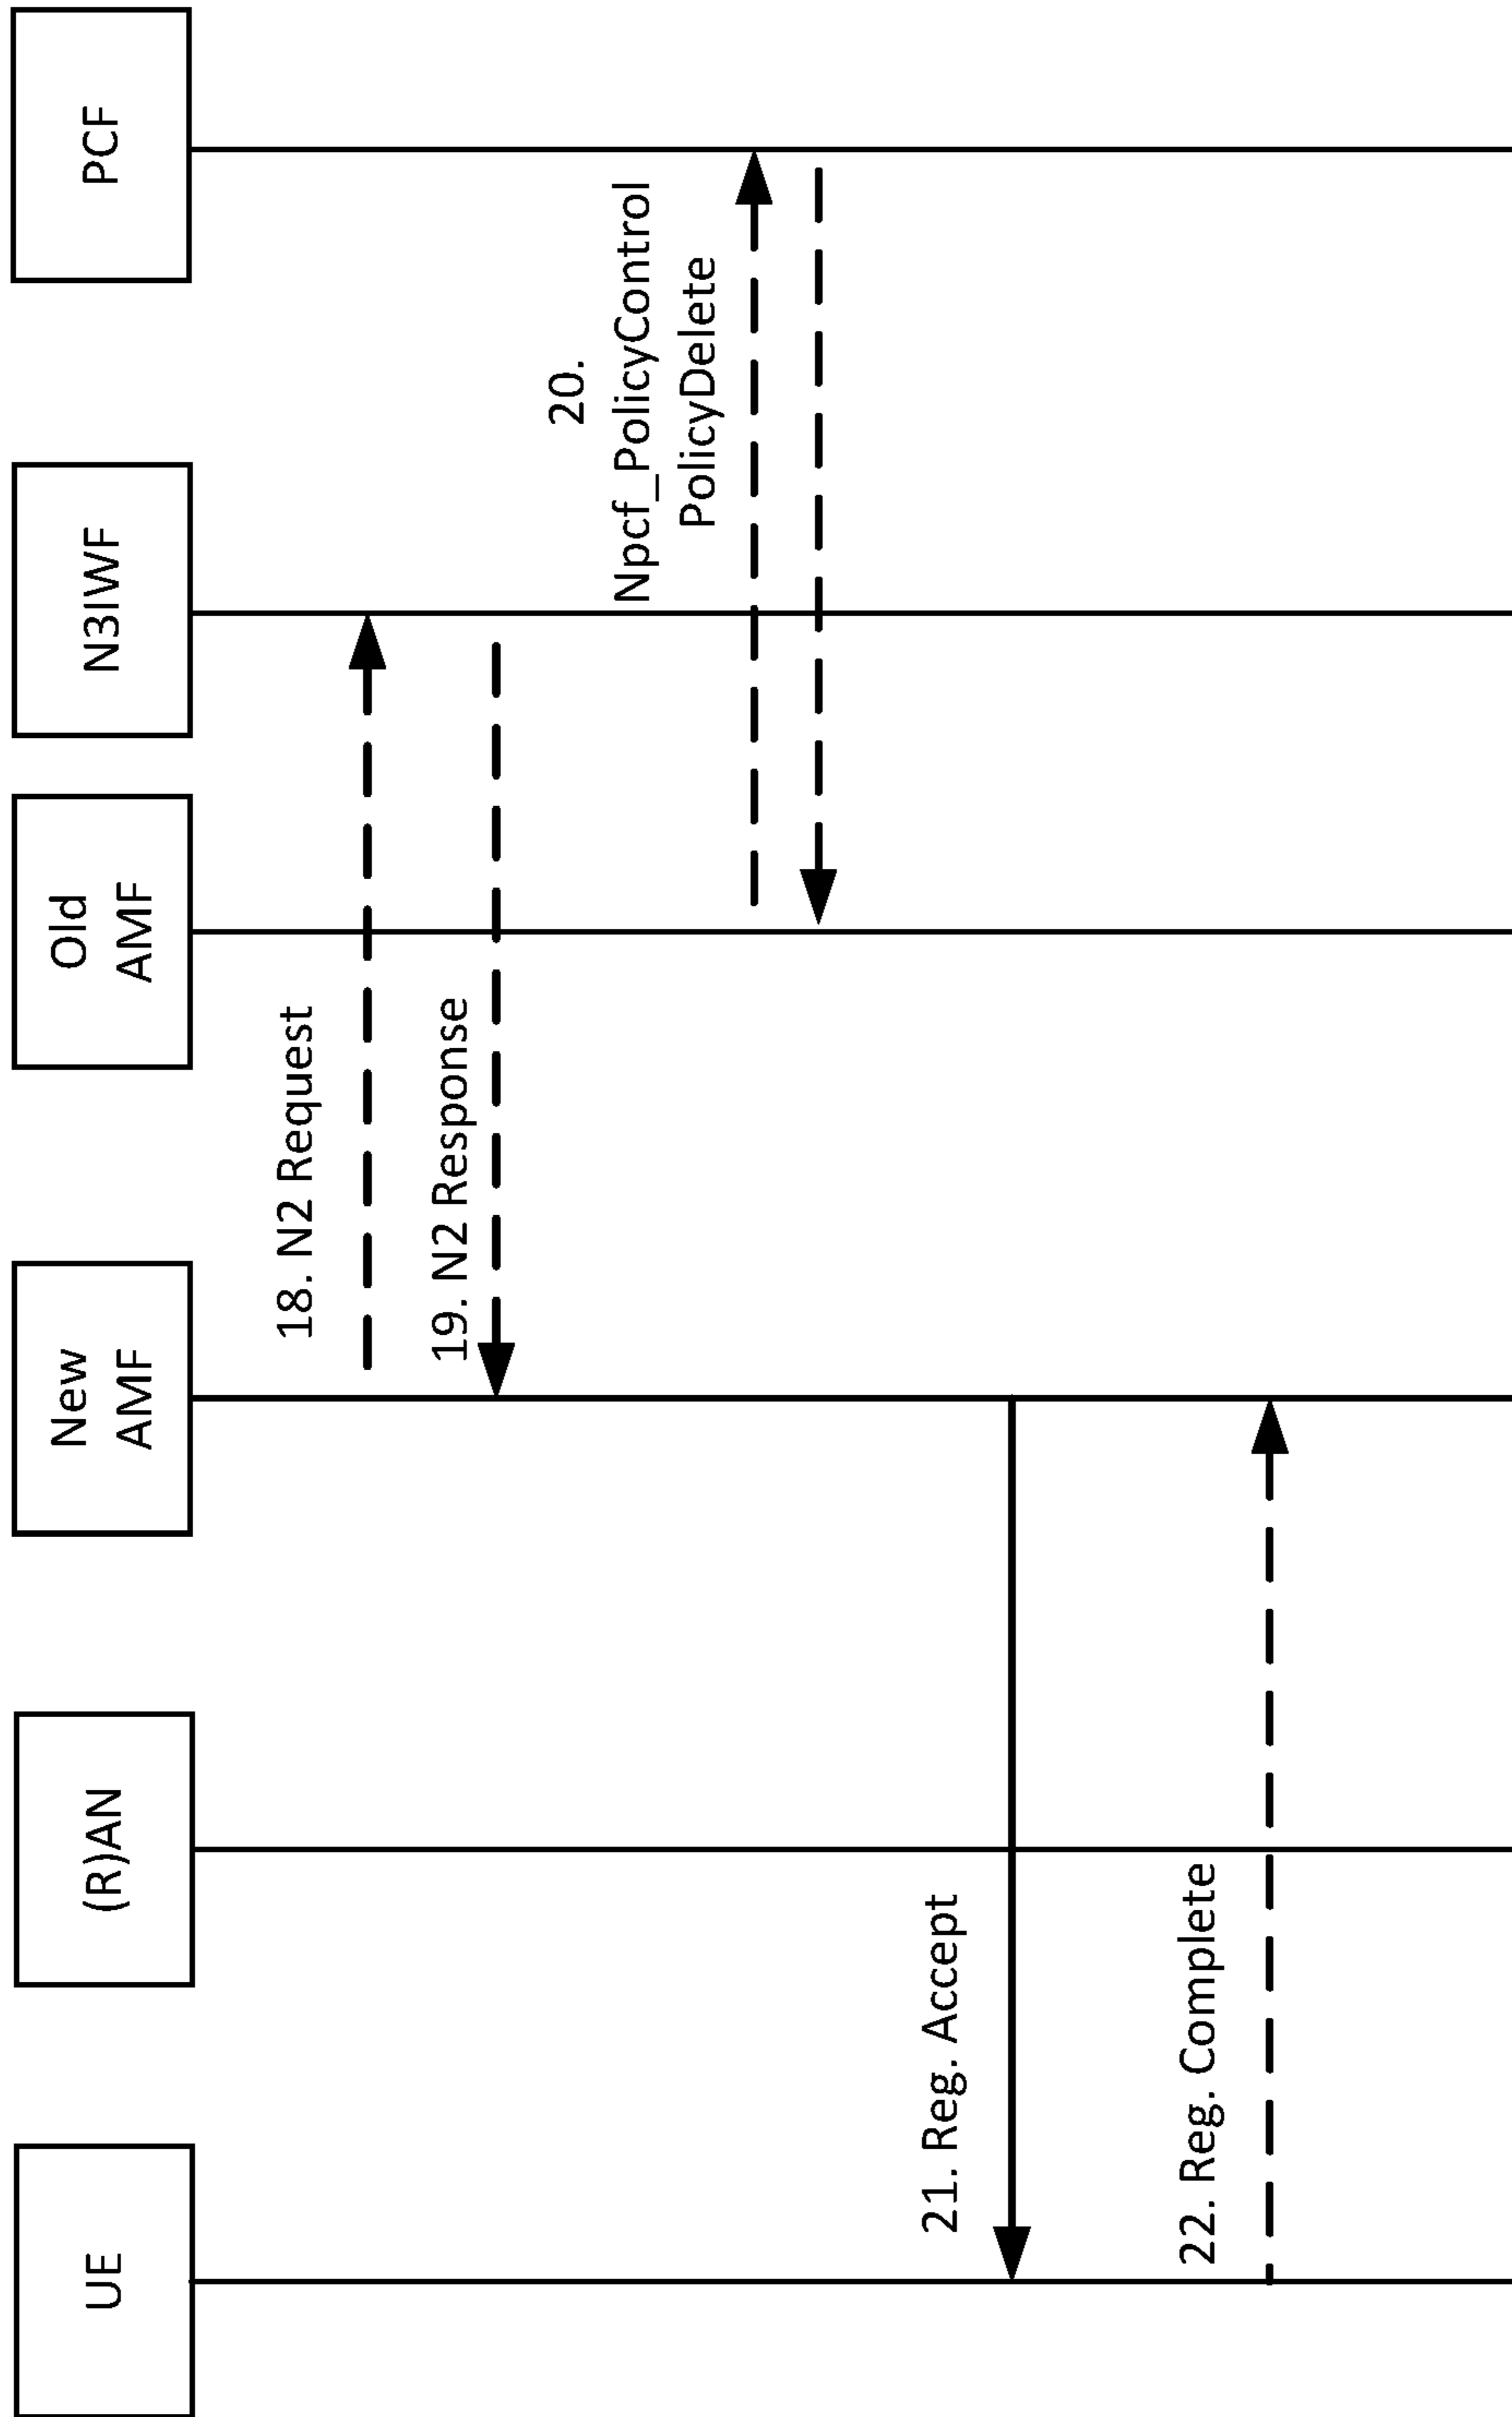 UE
(R)AN
New
AMF
Old
AMF
N3IWF
PCF
18. N2 Request
19. N2 Response
20.
Npcf_PolicyControl
PolicyDelete
21. Reg. Accept
22. Reg. Complete